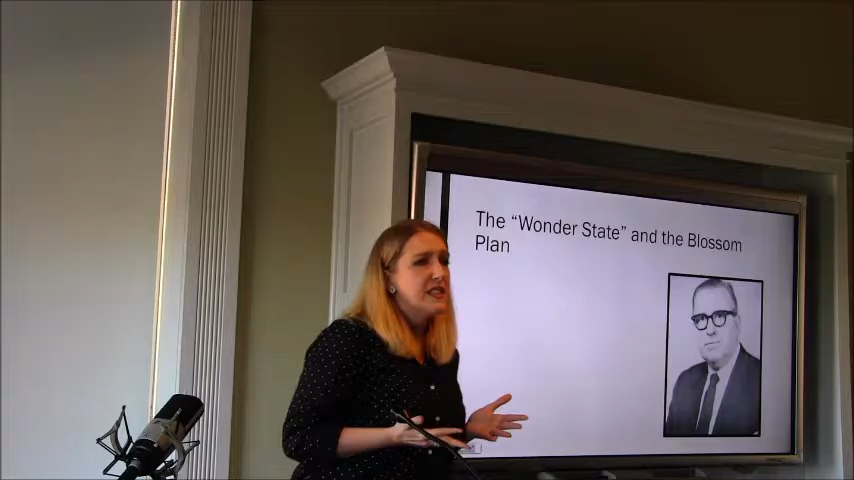 The “Wonder State” and the Blossom
Plan